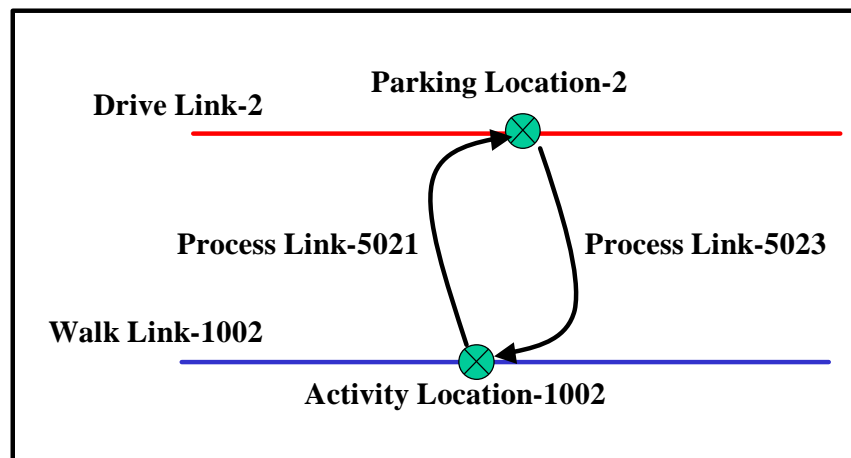 Parking Location-2
Drive Link-2
Process Link-5021
Process Link-5023
Walk Link-1002
Activity Location-1002